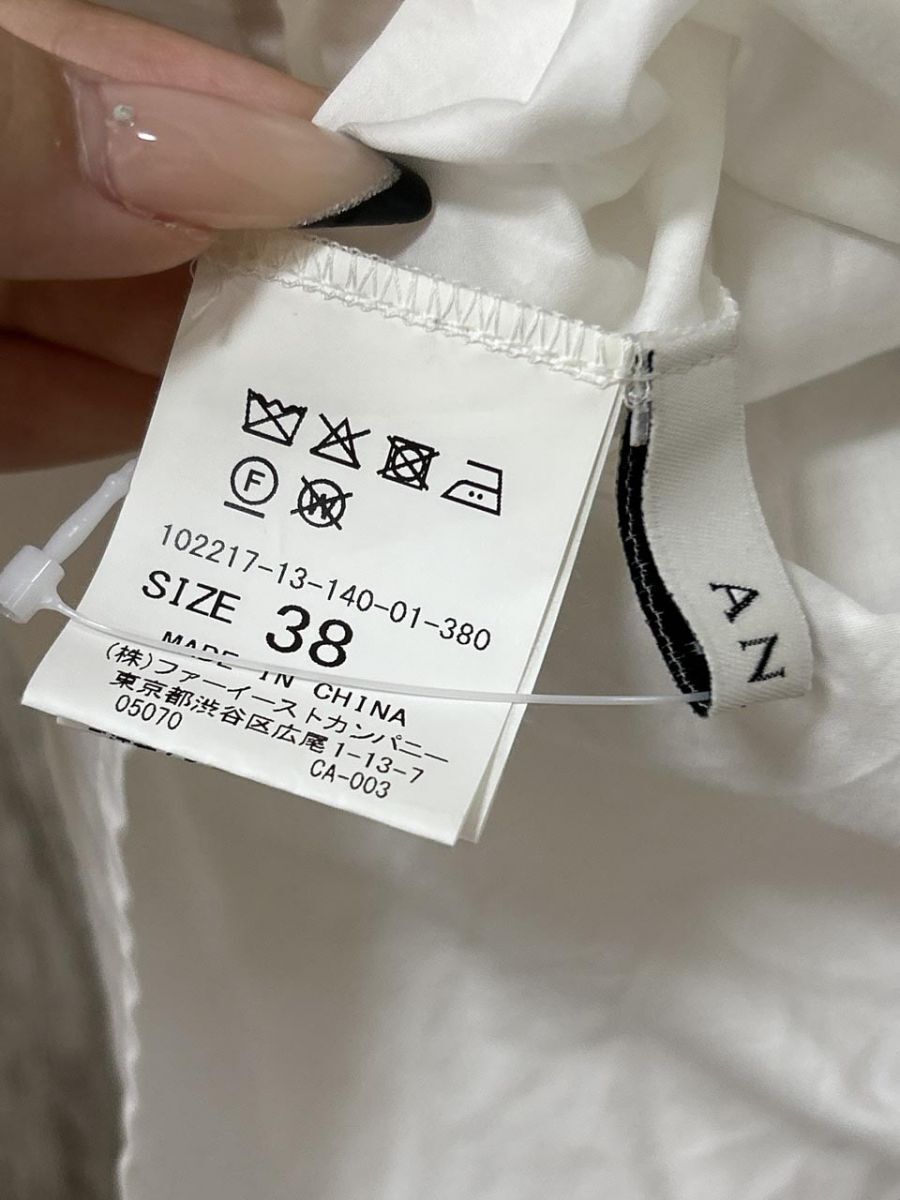 F
W
102217-13-140-01-380
SIZE 38
MADE IN CHINA
(株)ファーイーストカンパニー
東京都渋谷区広尾1-13-7
05070
CA-003
AN